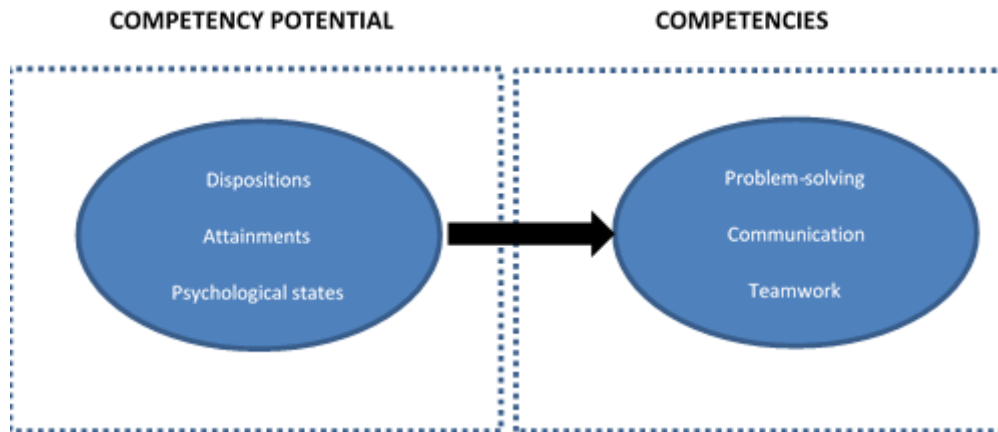 COMPETENCY POTENTIAL
COMPETENCIES
Dispositions
Attainments
Psychological states
Problem-solving
Communication
Teamwork